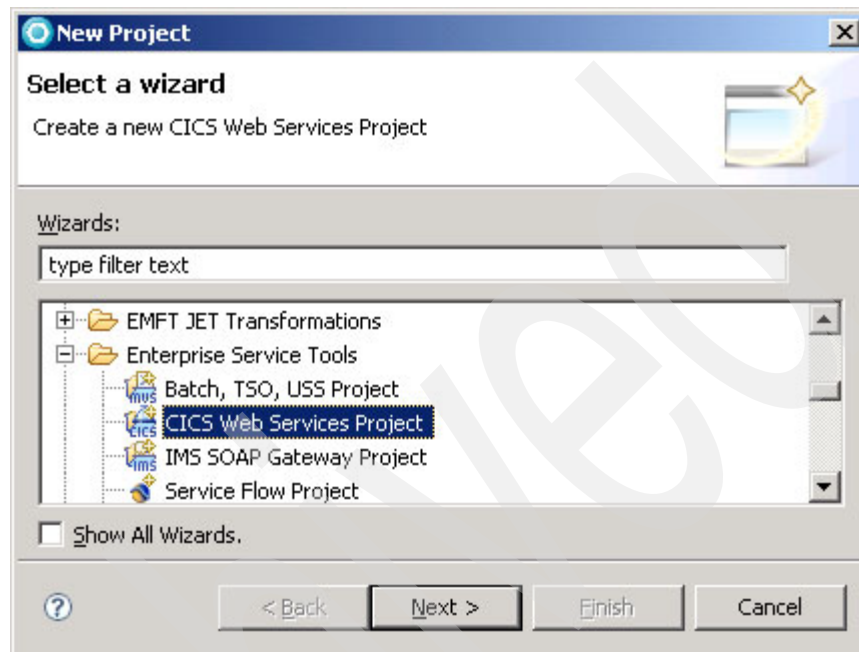 New Project
Select a wizard
Create a new CICS Web Services Project
Wizards:
type filter text
EMFT JET Transformations
Enterprise Service Tools
Batch, TSO, USS Project
CICS Web Services Project
IMS SOAP Gateway Project
Service Flow Project
Show All Wizards.
< Back Next > Finish Cancel